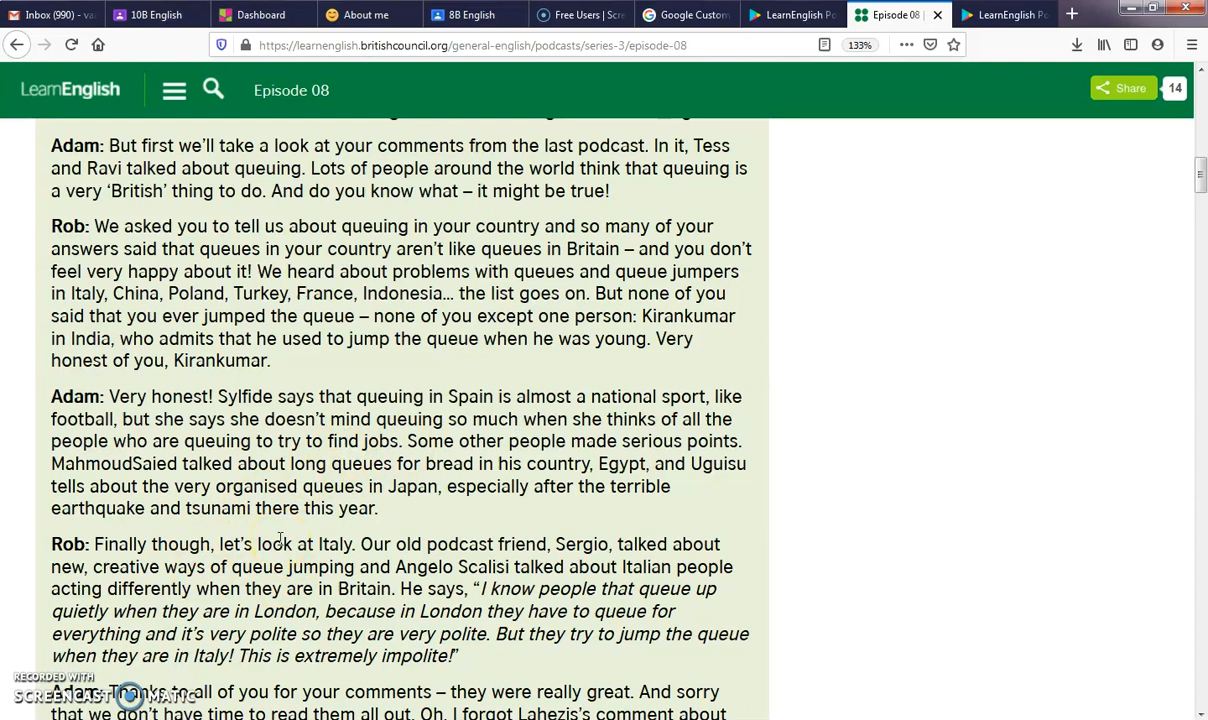 Inbox (90) - va
10B English
Dashboard
About me
8B English
Free Users | Scre
Google Custom
LearnEnglish Po
Episode 08
LearnEnglish Po
https://learnenglish.britishcouncil.org/general-english/podcasts/series-3/episode-08
133%
LearnEnglish
Episode 08
Share
14
Adam: But first we'll take a look at your comments from the last podcast. In it, Tess
and Ravi talked about queuing. Lots of people around the world think that queuing is
a very 'British' thing to do. And do you know what – it might be true!
Rob: We asked you to tell us about queuing in your country and so many of your
answers said that queues in your country aren't like queues in Britain – and you don't
feel very happy about it! We heard about problems with queues and queue jumpers
in Italy, China, Poland, Turkey, France, Indonesia... the list goes on. But none of you
said that you ever jumped the queue – none of you except one person: Kirankumar
in India, who admits that he used to jump the queue when he was young. Very
honest of you, Kirankumar.
Adam: Very honest! Sylfide says that queuing in Spain is almost a national sport, like
football, but she says she doesn't mind queuing so much when she thinks of all the
people who are queuing to try to find jobs. Some other people made serious points.
MahmoudSaied talked about long queues for bread in his country, Egypt, and Uguisu
tells about the very organised queues in Japan, especially after the terrible
earthquake and tsunami there this year.
Rob: Finally though, let's look at Italy. Our old podcast friend, Sergio, talked about
new, creative ways of queue jumping and Angelo Scalisi talked about Italian people
acting differently when they are in Britain. He says, "I know people that queue up
quietly when they are in London, because in London they have to queue for
everything and it's very polite so they are very polite. But they try to jump the queue
when they are in Italy! This is extremely impolite!"
Adam: Thanks to all of you for your comments – they were really great. And sorry
that we don't have time to read them all out. Oh, I forgot Lahezis's comment about
RECORDED WITH
SCREENCAST MATIC